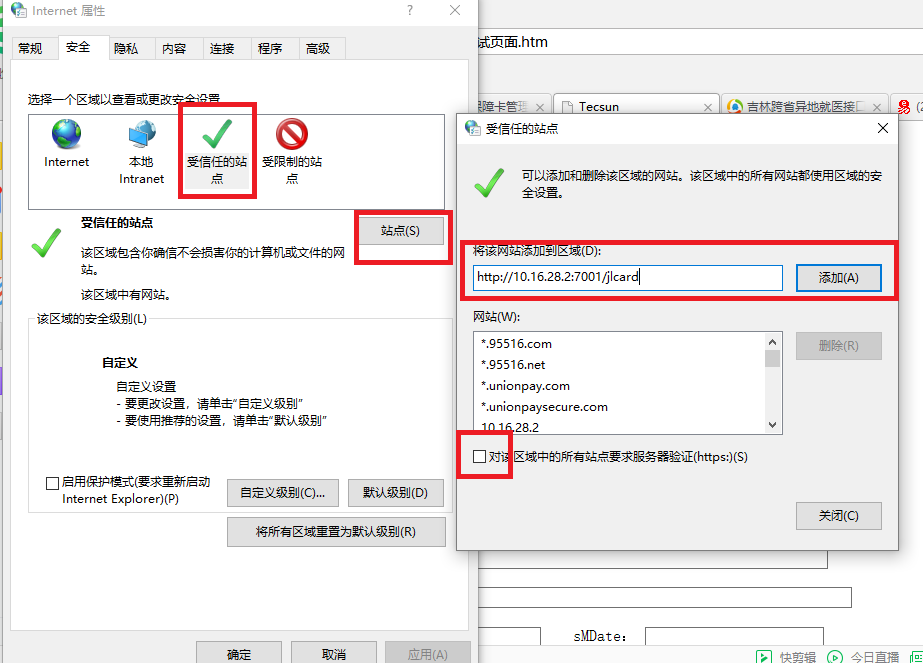 Internet 属性
?
常规
安全
隐私
内容
连接
程序
高级
选择一个区域以查看或更改安全设置。
Internet
本地
Intranet
受信任的站
点
受限制的站
点
受信任的站点
站点(S)
该区域包含你确信不会损害你的计算机或文件的网
站。
该区域中有网站。
该区域的安全级别(L)
自定义
自定义设置
- 要更改设置，请单击“自定义级别”
- 要使用推荐的设置，请单击“默认级别”
启用保护模式(要求重新启动
Internet Explorer)(P)
自定义级别(C)...
默认级别(D)
将所有区域重置为默认级别(R)
确定
取消
应用(A)
试页面.htm
障卡管理
Tecsun
吉林跨省异地就医接口
受信任的站点
可以添加和删除该区域的网站。该区域中的所有网站都使用区域的安
全设置。
将该网站添加到区域(D):
http://10.16.28.2:7001/jlcard
添加(A)
网站(W):
*.95516.com
*.95516.net
*.unionpay.com
*.unionpaysecure.com
10.16.28.2
删除(R)
对该区域中的所有站点要求服务器验证(https:)(S)
关闭(C)
sMDate:
快剪辑
今日直播